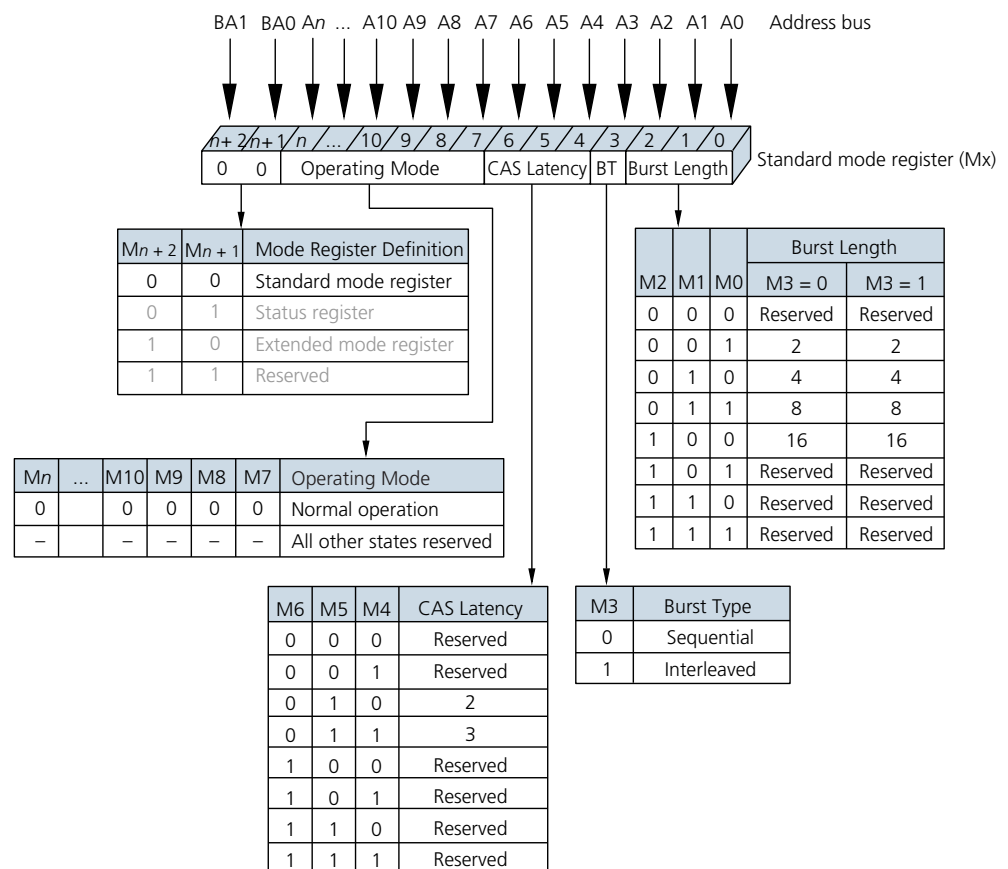 BA1 BA0 An ... A10 A9 A8 A7 A6 A5 A4 A3 A2 A1 A0 Address bus
n + 2 n + 1 n ... 10 9 8 7 6 5 4 3 2 1 0
0 0 Operating Mode CAS Latency BT Burst Length
Standard mode register (Mx)
Mn + 2 Mn + 1 Mode Register Definition
0 0 Standard mode register
0 1 Status register
1 0 Extended mode register
1 1 Reserved
Burst Length
M2 M1 M0 M3 = 0 M3 = 1
0 0 0 Reserved Reserved
0 0 1 2 2
0 1 0 4 4
0 1 1 8 8
1 0 0 16 16
1 0 1 Reserved Reserved
1 1 0 Reserved Reserved
1 1 1 Reserved Reserved
Mn ... M10 M9 M8 M7 Operating Mode
0 0 0 0 0 Normal operation
– – – – – All other states reserved
M6 M5 M4 CAS Latency
0 0 0 Reserved
0 0 1 Reserved
0 1 0 2
0 1 1 3
1 0 0 Reserved
1 0 1 Reserved
1 1 0 Reserved
1 1 1 Reserved
M3 Burst Type
0 Sequential
1 Interleaved